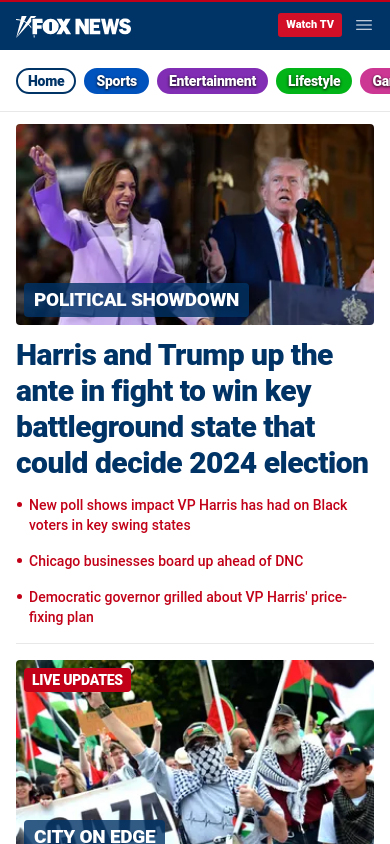 FOX NEWS
Watch TV
Home
Sports
Entertainment
Lifestyle
POLITICAL SHOWDOWN
Harris and Trump up the
ante in fight to win key
battleground state that
could decide 2024 election
• New poll shows impact VP Harris has had on Black
voters in key swing states
• Chicago businesses board up ahead of DNC
• Democratic governor grilled about VP Harris' price-
fixing plan
LIVE UPDATES
GAZA
CITY ON EDGE